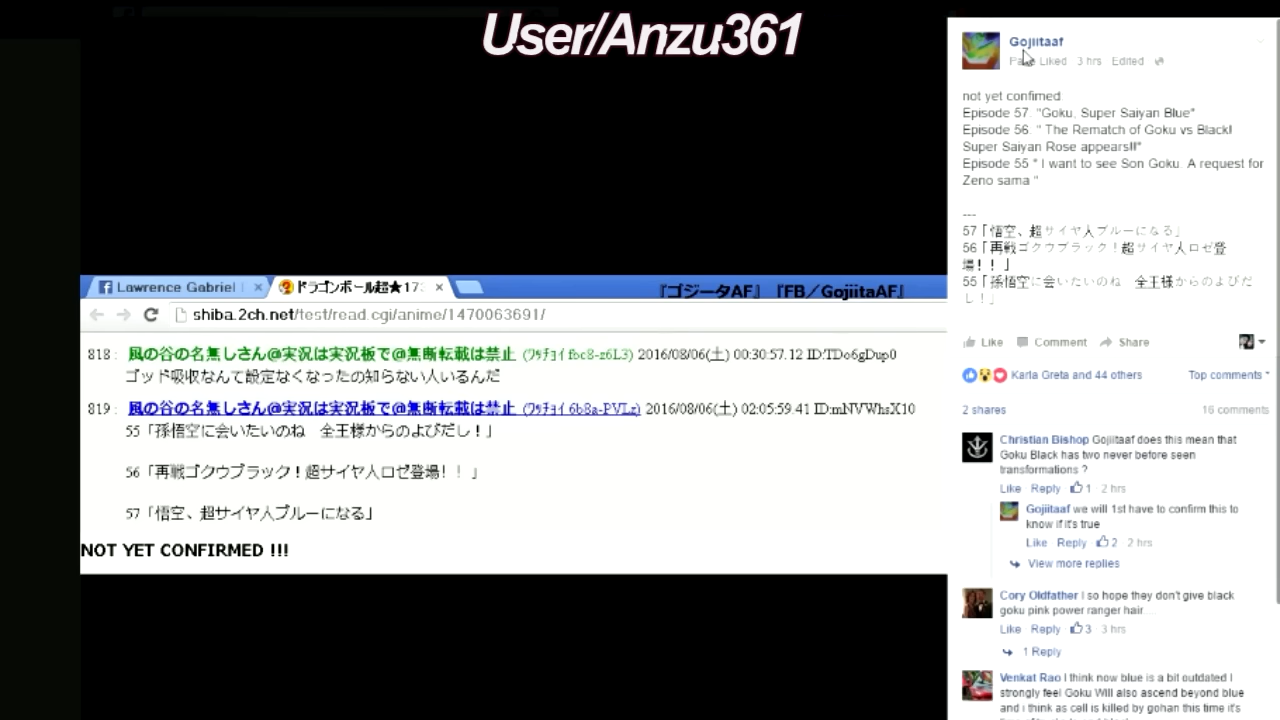 User/Anzu361
Lawrence Gabriel
ドラゴンボール超★17
『ゴジータAF』『FB／GojiitaAF』
shiba.2ch.net/test/read.cgi/anime/1470063691/
818 : 風の谷の名無しさん@実況は実況板で@無断転載は禁止 (ﾜｯﾁｮｲ fbc8-z6L3) 2016/08/06(土) 00:30:57.12 ID:TDo6gDup0
ゴッド吸収なんて設定なくなったの知らない人いるんだ
819 : 風の谷の名無しさん@実況は実況板で@無断転載は禁止 (ﾜｯﾁｮｲ 6b8a-PVLz) 2016/08/06(土) 02:05:59.41 ID:mNVWhsX10
55「孫悟空に会いたいのね　全王様からのよびだし！」
56「再戦ゴクウブラック！超サイヤ人ロゼ登場！！」
57「悟空、超サイヤ人ブルーになる」
NOT YET CONFIRMED !!!
Gojiitaaf
Liked 3 hrs Edited
not yet confimed
Episode 57. "Goku, Super Saiyan Blue"
Episode 56. " The Rematch of Goku vs Black!
Super Saiyan Rose appears!!"
Episode 55 " I want to see Son Goku. A request for
Zeno sama "
---
57「悟空、超サイヤ人ブルーになる」
56「再戦ゴクウブラック！超サイヤ人ロゼ登
場！！」
55「孫悟空に会いたいのね　全王様からのよびだ
し！」
Like Comment Share
Karla Greta and 44 others Top comments
2 shares 16 comments
Christian Bishop Gojiitaaf does this mean that
Goku Black has two never before seen
transformations ?
Like Reply 1 2 hrs
Gojiitaaf we will 1st have to confirm this to
know if it's true
Like Reply 2 2 hrs
View more replies
Cory Oldfather I so hope they don't give black
goku pink power ranger hair....
Like Reply 3 3 hrs
1 Reply
Venkat Rao I think now blue is a bit outdated I
strongly feel Goku Will also ascend beyond blue
and i think as cell is killed by gohan this time it's